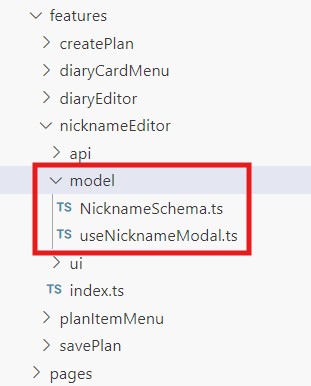 features
createPlan
diaryCardMenu
diaryEditor
nicknameEditor
api
model
TS NicknameSchema.ts
TS useNicknameModal.ts
ui
TS index.ts
planItemMenu
savePlan
pages